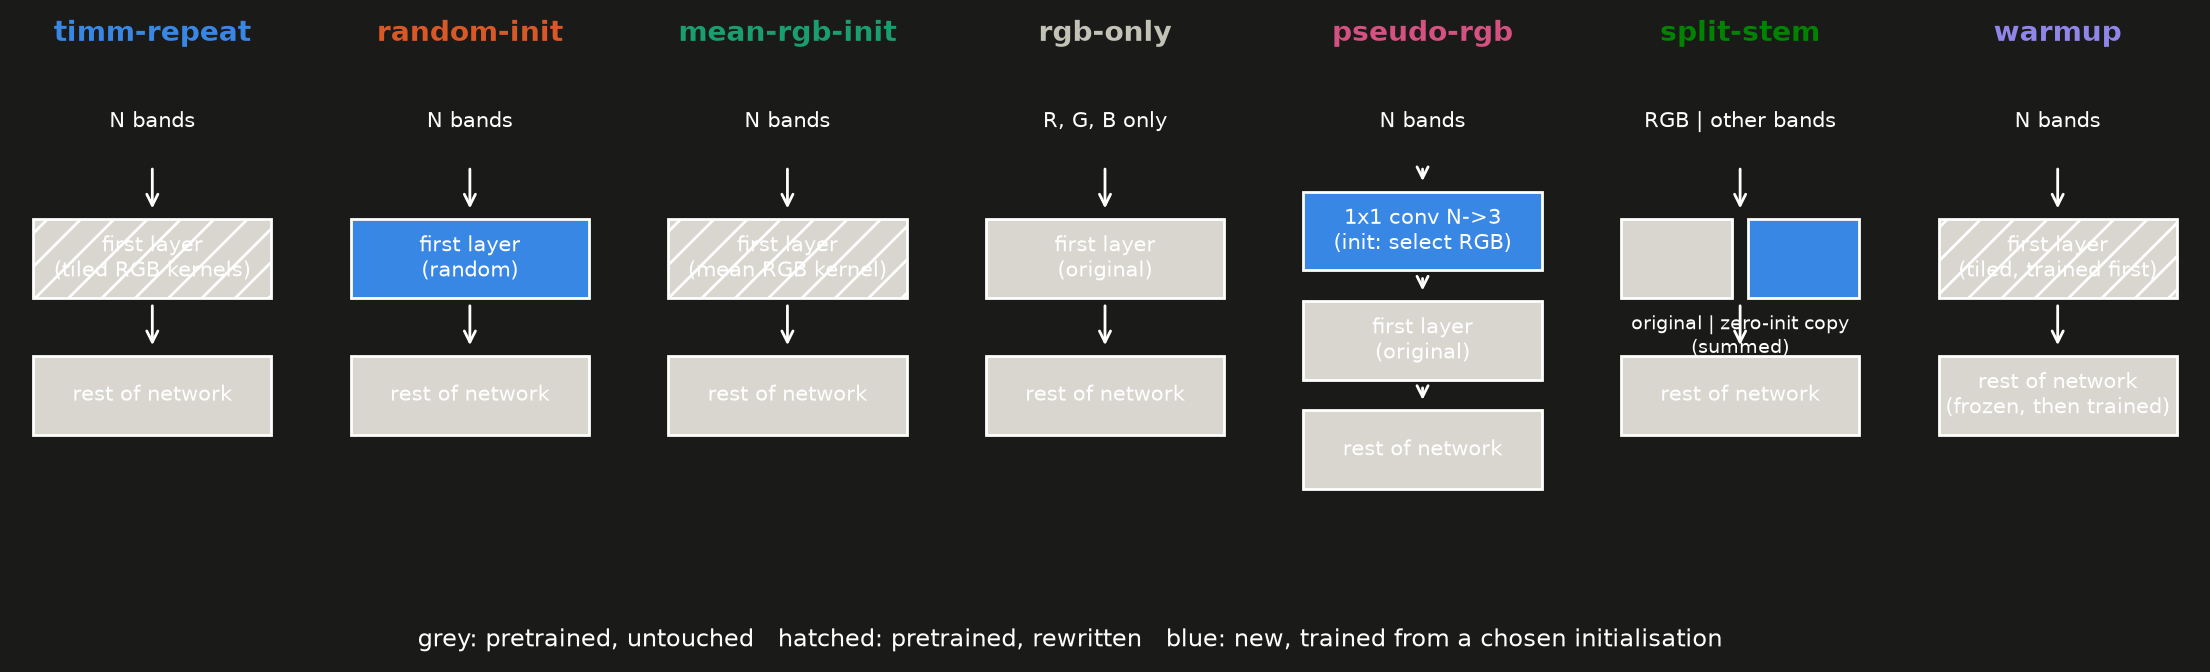 timm-repeat
random-init
mean-rgb-init
rgb-only
pseudo-rgb
split-stem
warmup
N bands
N bands
N bands
R, G, B only
N bands
RGB | other bands
N bands
first layer
(tiled RGB kernels)
rest of network
first layer
(random)
rest of network
first layer
(mean RGB kernel)
rest of network
first layer
(original)
rest of network
1x1 conv N->3
(init: select RGB)
first layer
(original)
rest of network
original | zero-init copy
(summed)
rest of network
first layer
(tiled, trained first)
rest of network
(frozen, then trained)
grey: pretrained, untouched   hatched: pretrained, rewritten   blue: new, trained from a chosen initialisation